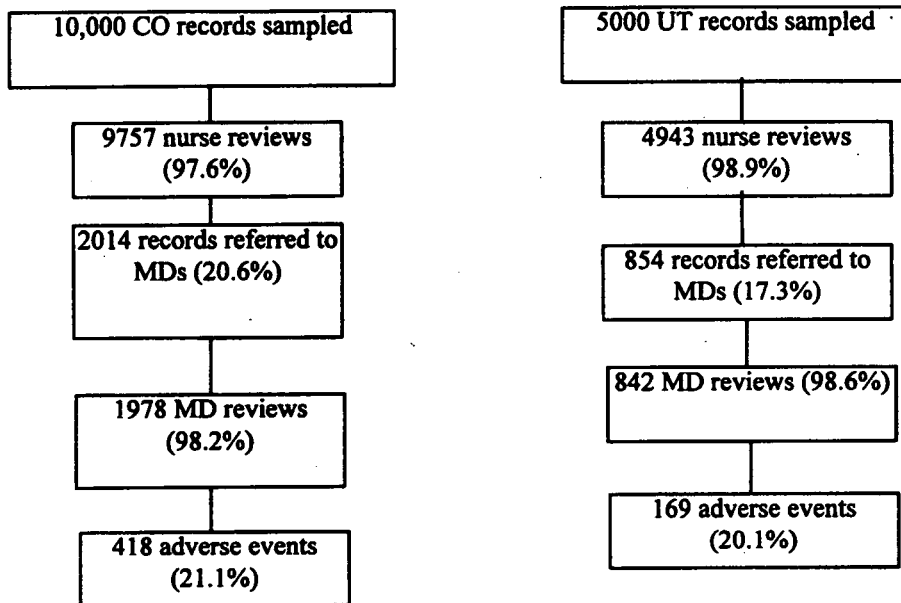 10,000 CO records sampled
9757 nurse reviews
(97.6%)
2014 records referred to
MDs (20.6%)
1978 MD reviews
(98.2%)
418 adverse events
(21.1%)
5000 UT records sampled
4943 nurse reviews
(98.9%)
854 records referred to
MDs (17.3%)
842 MD reviews (98.6%)
169 adverse events
(20.1%)